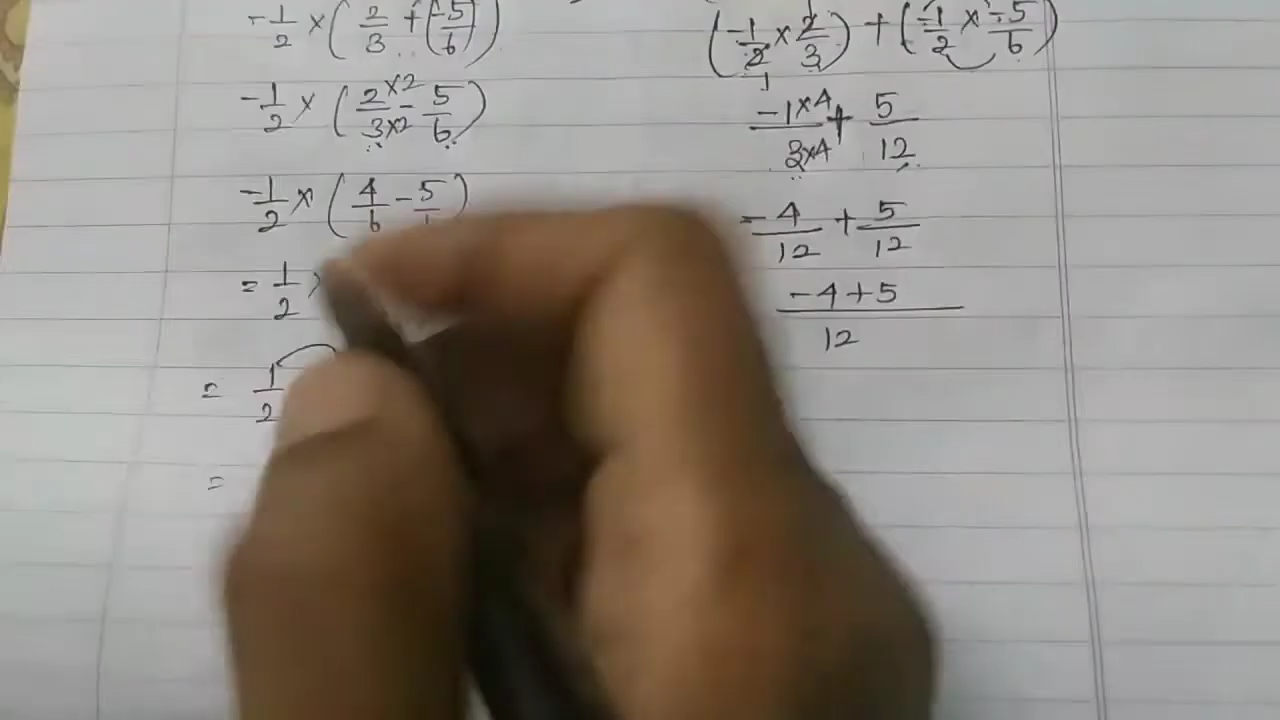 -1/2 × ( 2/3 + (-5/6) )
-1/2 × ( 2×2/3×2 - 5/6 )
-1/2 × ( 4/6 - 5/
= 1/2 ×
= 1/2
=
( -1/2 × 2/3 ) + ( -1/2 × -5/6 )
1
-1×4/3×4 + 5/12
-4/12 + 5/12
-4+5/12